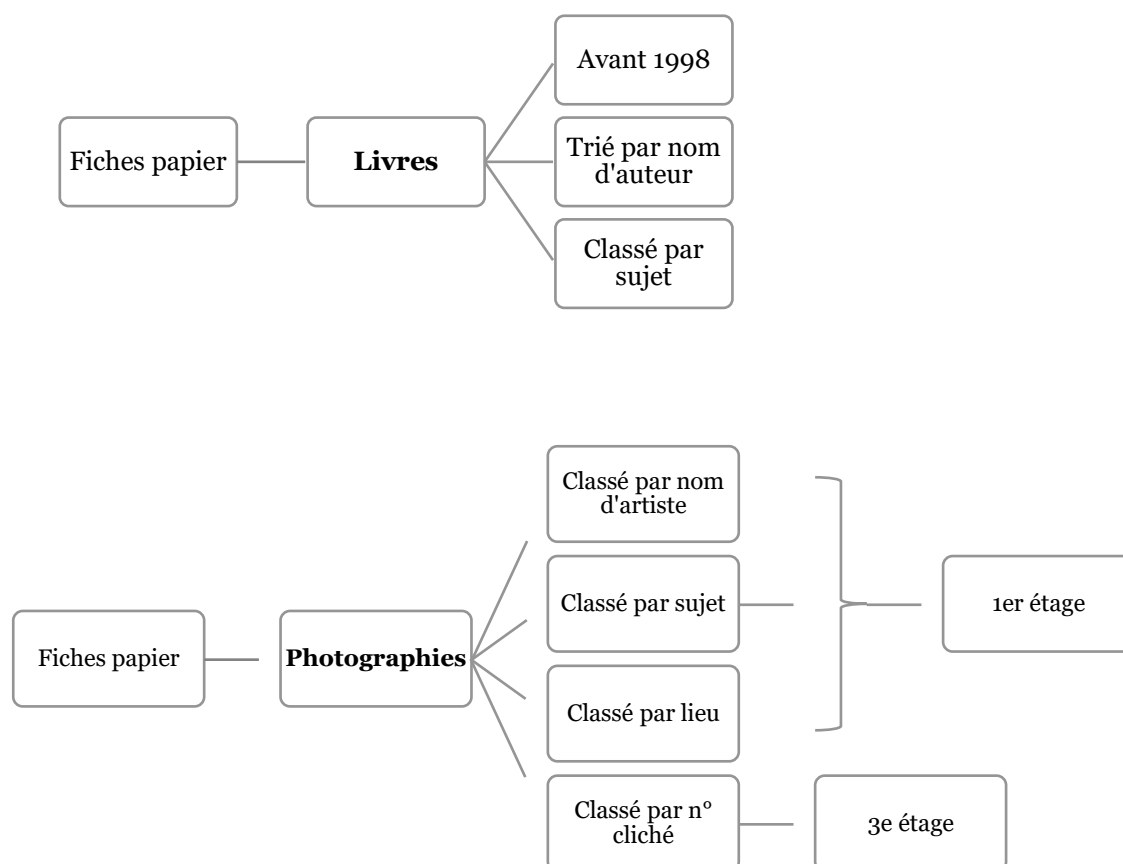 Avant 1998
Fiches papier
Livres
Trié par nom
d'auteur
Classé par
sujet
Classé par nom
d'artiste
Classé par sujet
1er étage
Fiches papier
Photographies
Classé par lieu
Classé par n°
cliché
3e étage